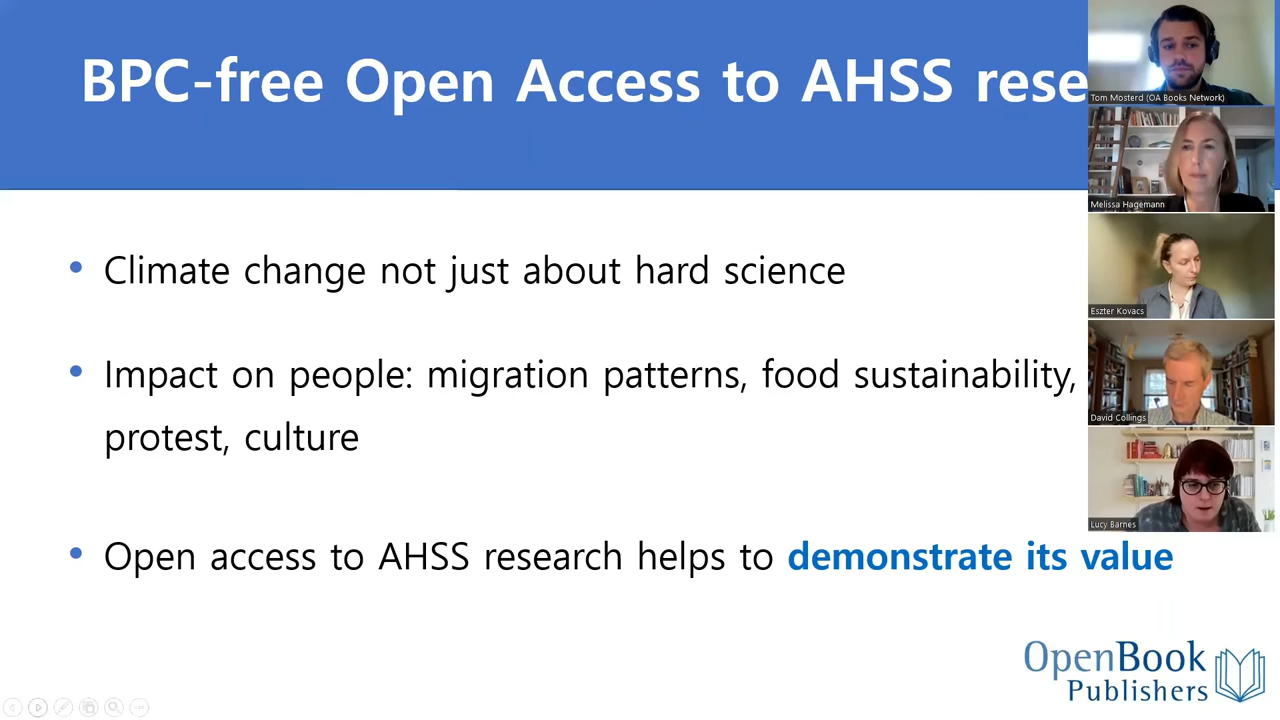 BPC-free Open Access to AHSS rese
Tom Mosterd (OA Books Network)
Melissa Hagemann
• Climate change not just about hard science
Eszter Kovacs
• Impact on people: migration patterns, food sustainability,
protest, culture
David Collings
Lucy Barnes
• Open access to AHSS research helps to demonstrate its value
OpenBook
Publishers